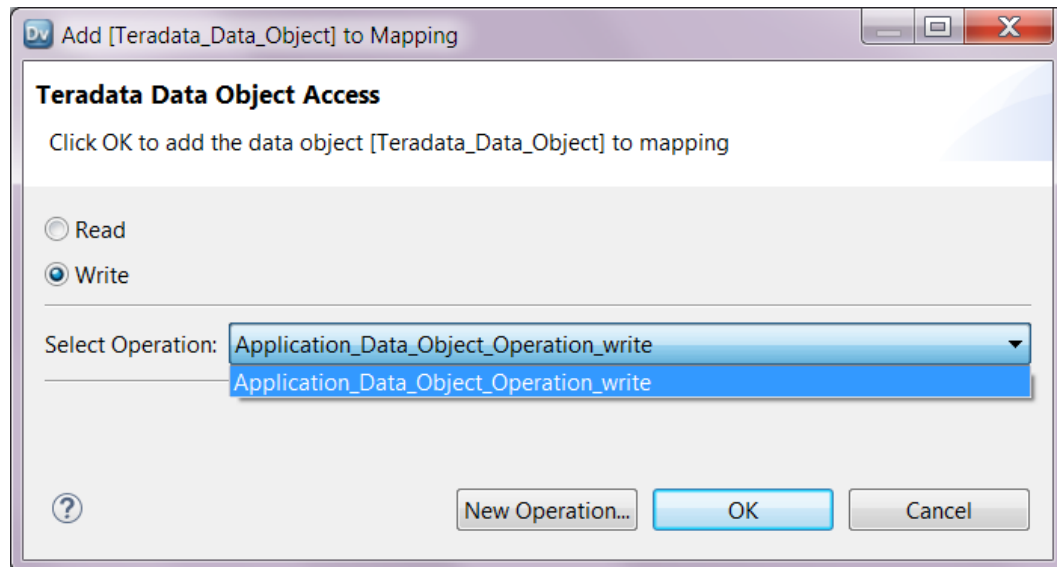 Dv Add [Teradata_Data_Object] to Mapping
Teradata Data Object Access
Click OK to add the data object [Teradata_Data_Object] to mapping
Read
Write
Select Operation: Application_Data_Object_Operation_write
Application_Data_Object_Operation_write
? New Operation... OK Cancel